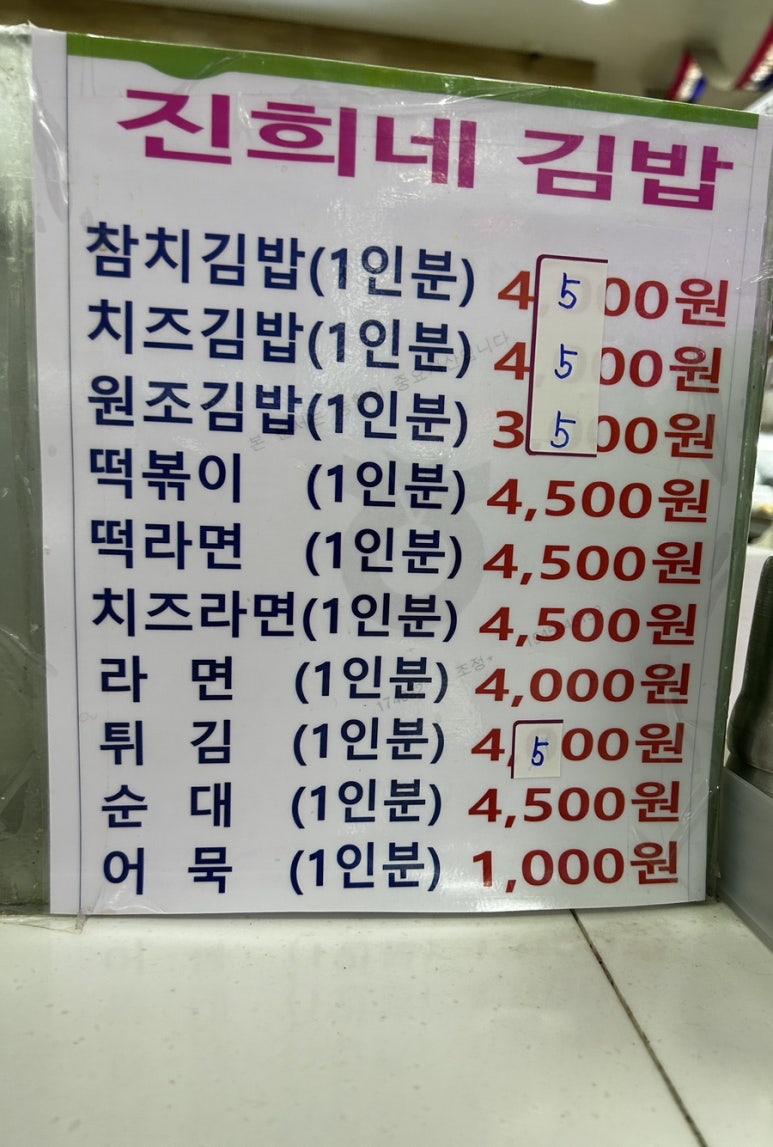 진희네 김밥
참치김밥(1인분) 4,500원
치즈김밥(1인분) 4,500원
원조김밥(1인분) 3,500원
떡볶이 (1인분) 4,500원
떡라면 (1인분) 4,500원
치즈라면(1인분) 4,500원
라 면 (1인분) 4,000원
튀 김 (1인분) 4,500원
순 대 (1인분) 4,500원
어 묵 (1인분) 1,000원